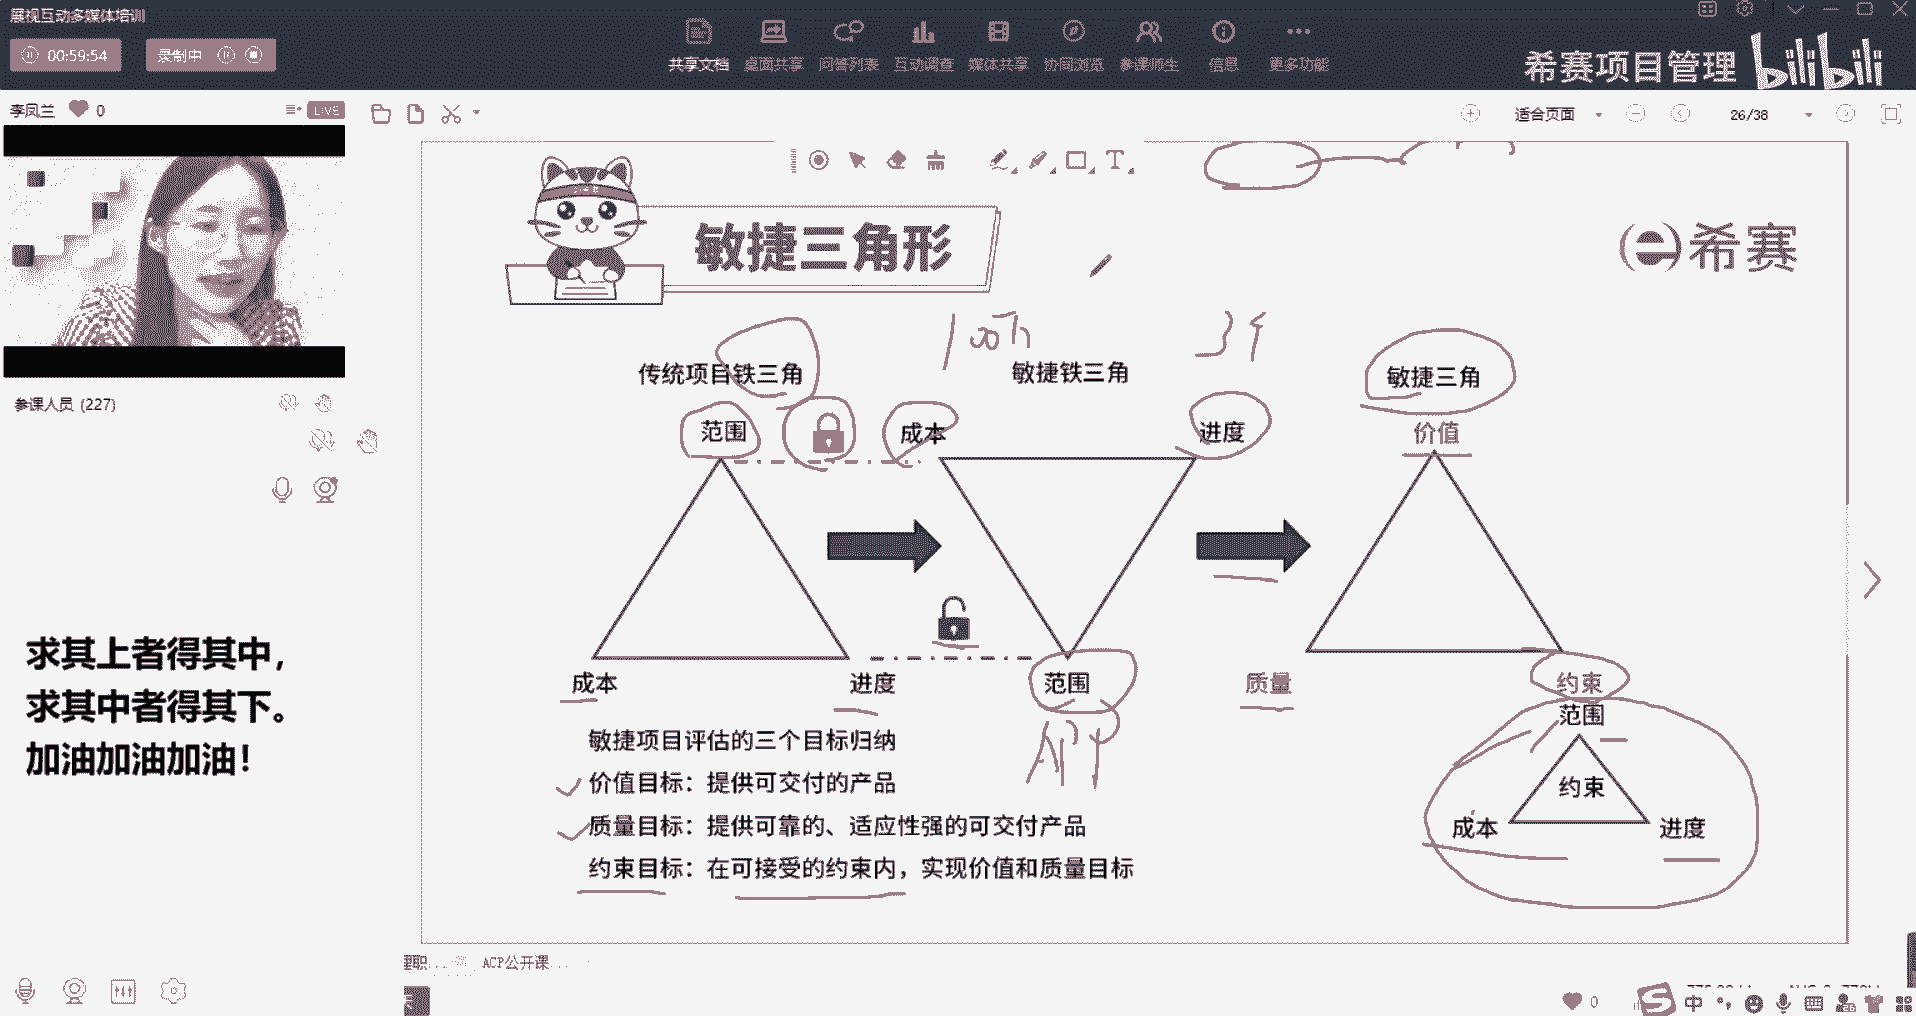 展视互动多媒体培训
00:59:54
录制中
共享文档 桌面共享 问答列表 互动调查 媒体共享 协同浏览 参课师生 信息 更多功能
希赛项目管理 bilibili
李凤兰 0
LIVE
适合页面
26/38
参课人员 (227)
敏捷三角形
希赛
100h
传统项目铁三角
敏捷铁三角
敏捷三角
范围
成本
进度
价值
成本
进度
范围
质量
约束
范围
约束
成本
进度
敏捷项目评估的三个目标归纳
价值目标：提供可交付的产品
质量目标：提供可靠的、适应性强的可交付产品
约束目标：在可接受的约束内，实现价值和质量目标
求其上者得其中，
求其中者得其下。
加油加油加油！
ACP公开课
0
中